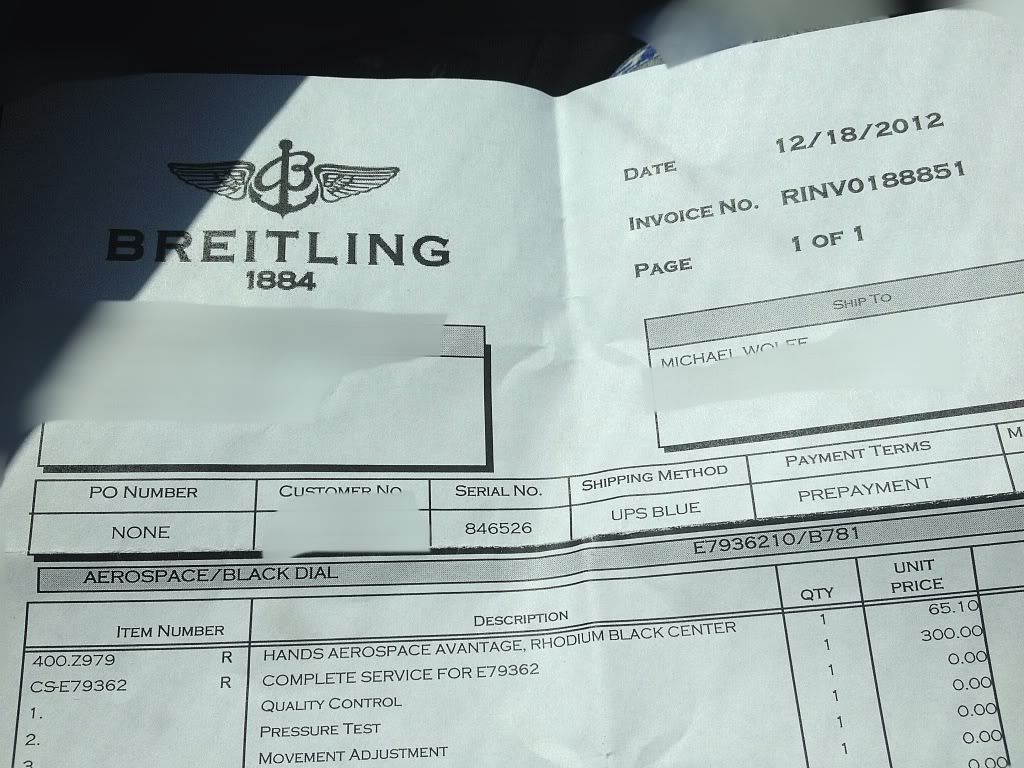 BREITLING
1884
DATE 12/18/2012
INVOICE NO. RINV0188851
PAGE 1 OF 1
SHIP TO
MICHAEL WOLFE
PO NUMBER CUSTOMER NO. SERIAL NO. SHIPPING METHOD PAYMENT TERMS M
NONE 846526 UPS BLUE PREPAYMENT
AEROSPACE/BLACK DIAL E7936210/B781
ITEM NUMBER DESCRIPTION QTY UNIT PRICE
400.Z979 R HANDS AEROSPACE AVANTAGE, RHODIUM BLACK CENTER 1 65.10
CS-E79362 R COMPLETE SERVICE FOR E79362 1 300.00
1. QUALITY CONTROL 1 0.00
2. PRESSURE TEST 1 0.00
3. MOVEMENT ADJUSTMENT 1 0.00
1 0.00
0.00